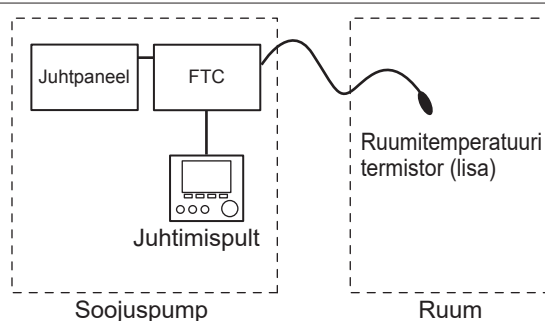 Juhtpaneel
FTC
Ruumitemperatuuri
termistor (lisa)
Juhtimispult
Soojuspump
Ruum